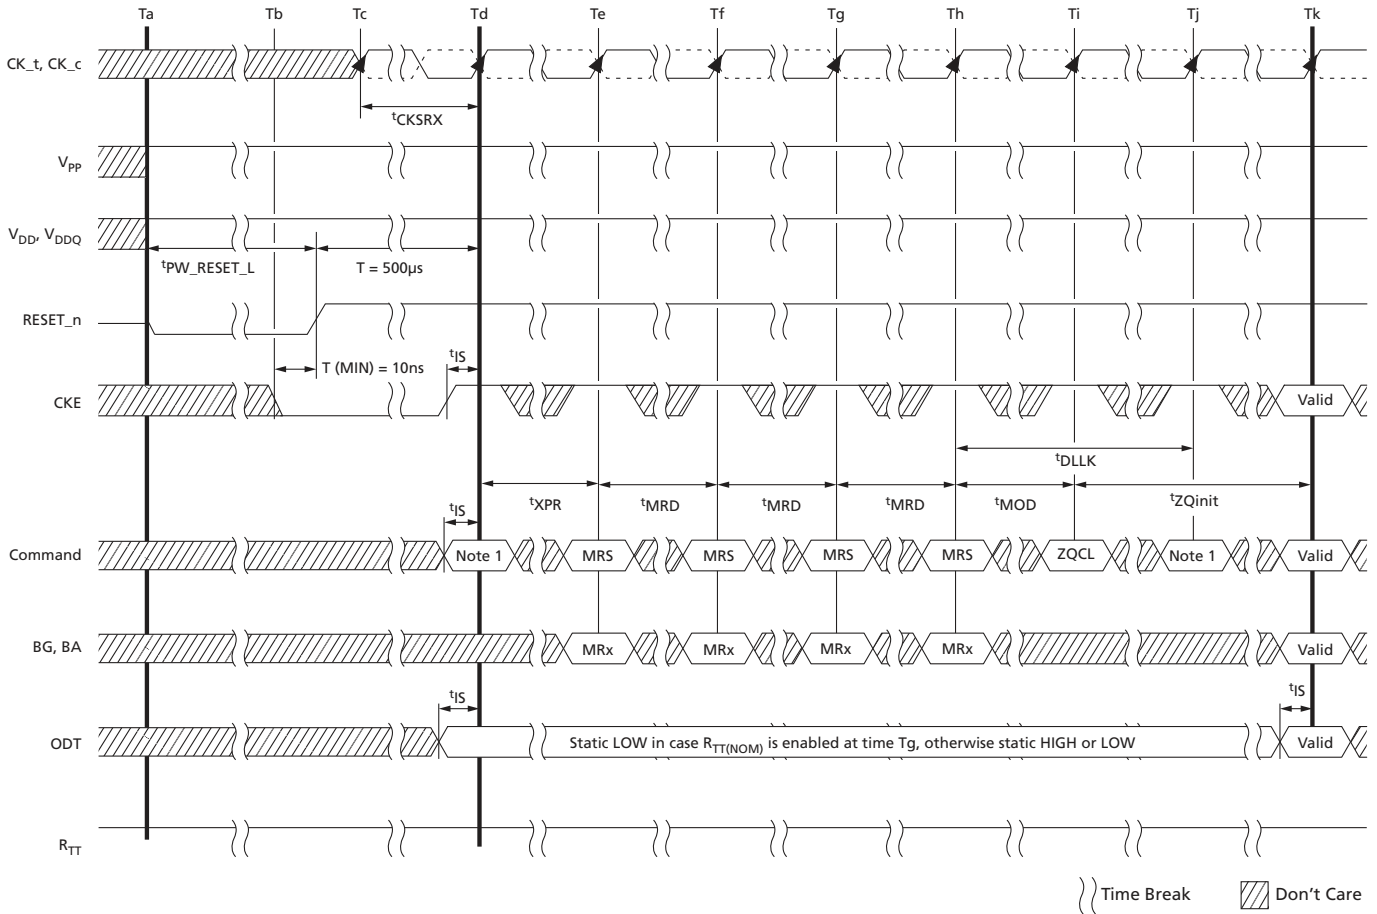 Ta Tb Tc Td Te Tf Tg Th Ti Tj Tk
CK_t, CK_c
tCKSRX
VPP
VDD, VDDQ
tPW_RESET_L T = 500µs
RESET_n
T (MIN) = 10ns tIS
CKE Valid
tDLLK
tXPR tMRD tMRD tMRD tMOD tZQinit
tIS
Command Note 1 MRS MRS MRS MRS ZQCL Note 1 Valid
BG, BA MRx MRx MRx MRx Valid
tIS tIS
ODT Static LOW in case RTT(NOM) is enabled at time Tg, otherwise static HIGH or LOW Valid
RTT
Time Break Don't Care